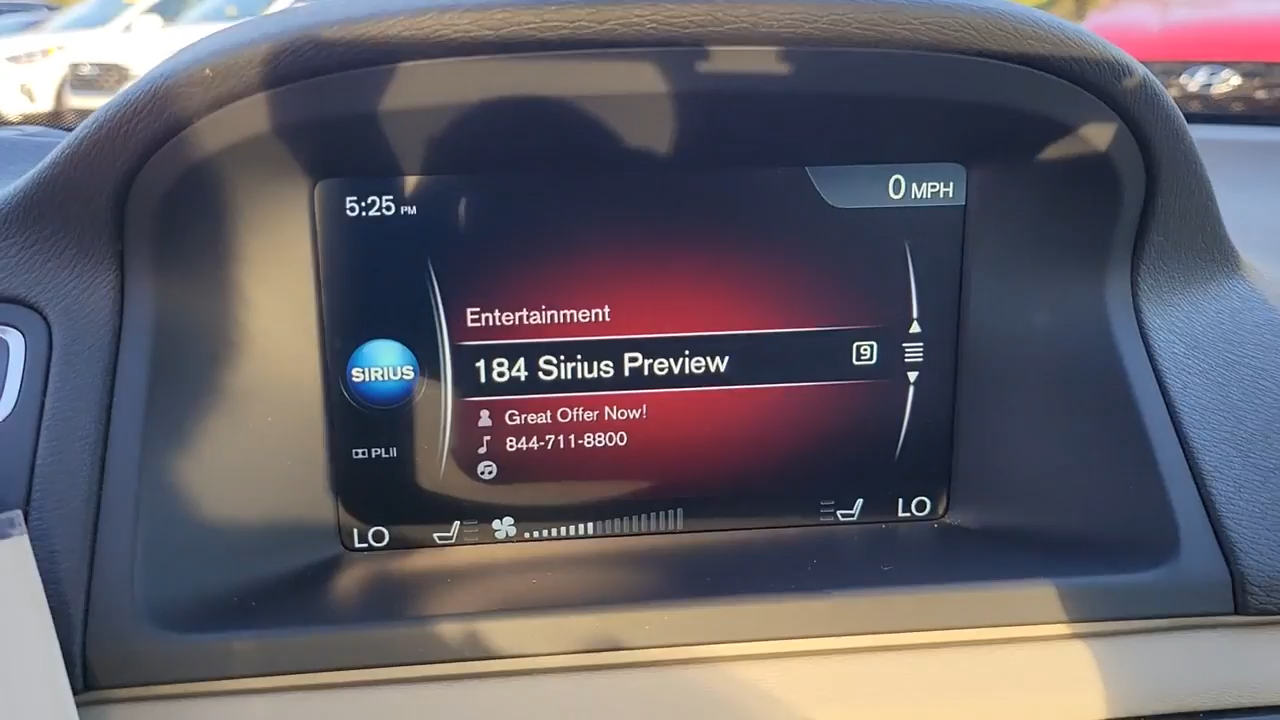 5:25 PM
0 MPH
Entertainment
184 Sirius Preview
9
SIRIUS
Great Offer Now!
844-711-8800
PLII
LO
LO